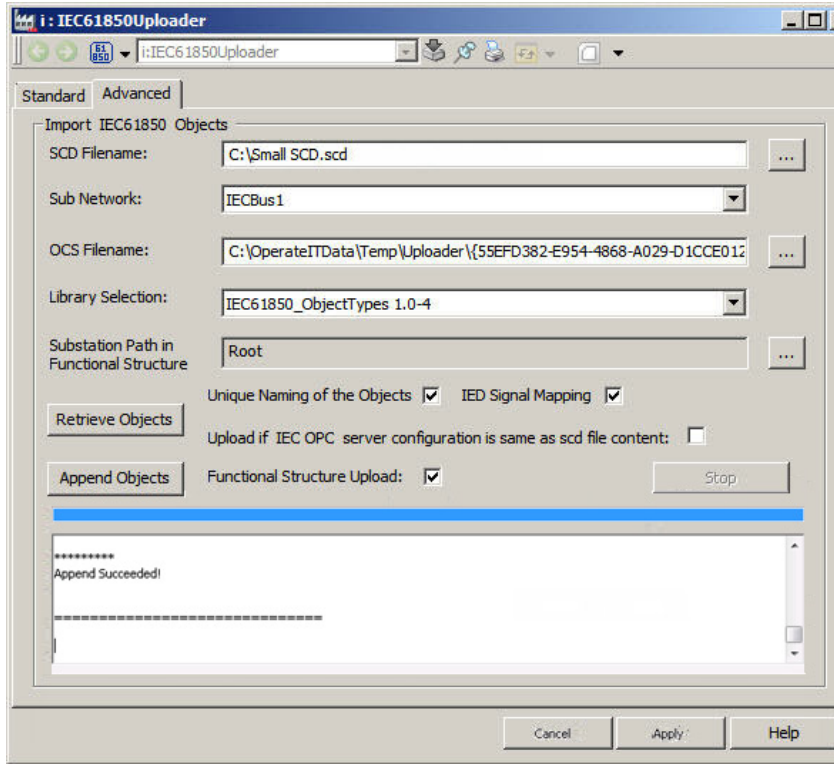 i: IEC61850Uploader
61
850
i:IEC61850Uploader
Standard Advanced
Import IEC61850 Objects
SCD Filename: C:\Small SCD.scd ...
Sub Network: IECBus1
OCS Filename: C:\OperateITData\Temp\Uploader\{55EFD382-E954-4868-A029-D1CCE012 ...
Library Selection: IEC61850_ObjectTypes 1.0-4
Substation Path in
Functional Structure Root ...
Unique Naming of the Objects IED Signal Mapping
Retrieve Objects
Upload if IEC OPC server configuration is same as scd file content:
Append Objects Functional Structure Upload: Stop
*********
Append Succeeded!
==============================
Cancel Apply Help